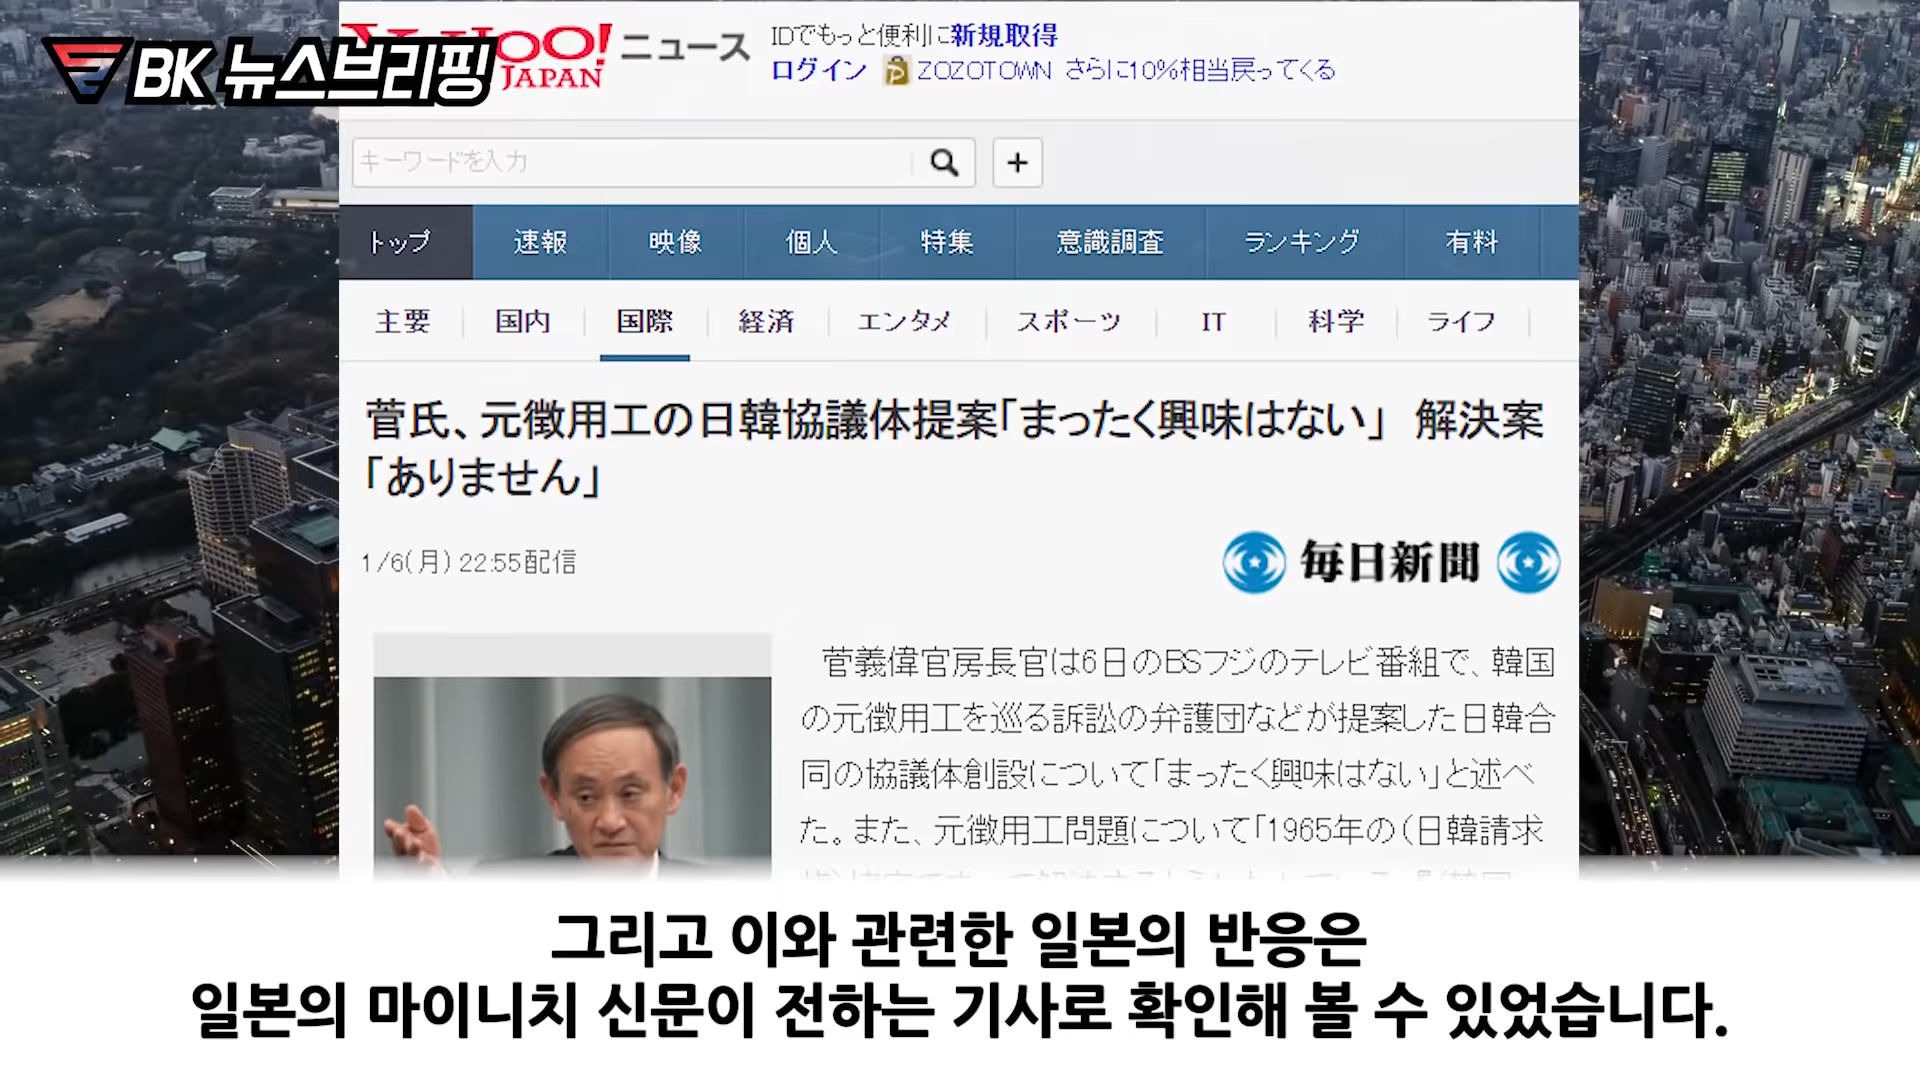 BK 뉴스브리핑
YAHOO! JAPAN ニュース
IDでもっと便利に新規取得
ログイン ZOZOTOWN さらに10%相当戻ってくる
キーワードを入力
トップ 速報 映像 個人 特集 意識調査 ランキング 有料
主要 国内 国際 経済 エンタメ スポーツ IT 科学 ライフ
菅氏、元徴用工の日韓協議体提案「まったく興味はない」 解決案
「ありません」
1/6(月) 22:55配信
毎日新聞
菅義偉官房長官は6日のBSフジのテレビ番組で、韓国
の元徴用工を巡る訴訟の弁護団などが提案した日韓合
同の協議体創設について「まったく興味はない」と述べ
た。また、元徴用工問題について「1965年の(日韓請求
그리고 이와 관련한 일본의 반응은
일본의 마이니치 신문이 전하는 기사로 확인해 볼 수 있었습니다.